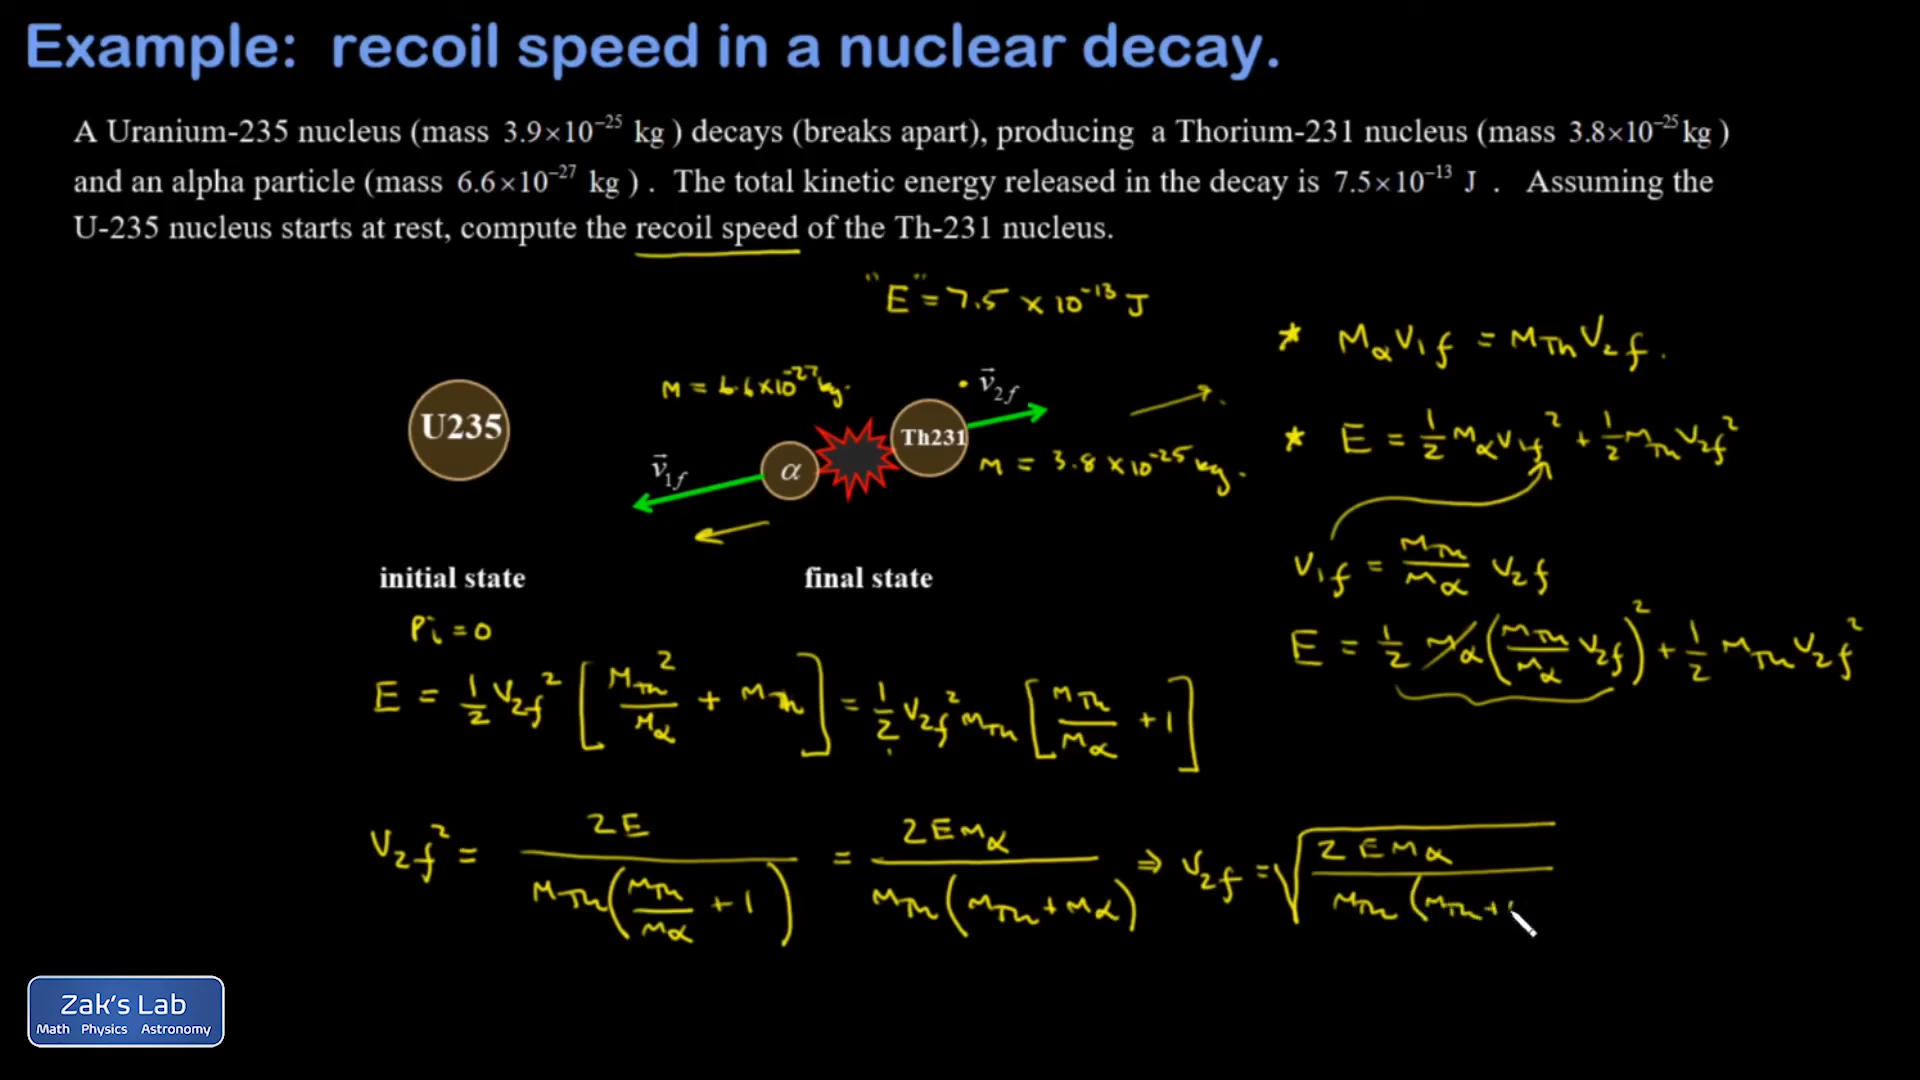 Example: recoil speed in a nuclear decay.
A Uranium-235 nucleus (mass 3.9×10⁻²⁵ kg ) decays (breaks apart), producing a Thorium-231 nucleus (mass 3.8×10⁻²⁵ kg )
and an alpha particle (mass 6.6×10⁻²⁷ kg ) . The total kinetic energy released in the decay is 7.5×10⁻¹³ J . Assuming the
U-235 nucleus starts at rest, compute the recoil speed of the Th-231 nucleus.
"E" = 7.5 × 10⁻¹³ J
* M_α V_1f = M_Th V_2f .
M = 6.6×10⁻²⁷ kg.
v⃗_2f
U235
Th231
* E = 1/2 M_α V_1f² + 1/2 M_Th V_2f²
v⃗_1f
α
M = 3.8 × 10⁻²⁵ kg.
V_1f = M_Th/M_α V_2f
initial state
final state
P_i = 0
E = 1/2 M_α (M_Th/M_α V_2f)² + 1/2 M_Th V_2f²
E = 1/2 V_2f² [M_Th²/M_α + M_Th] = 1/2 V_2f² M_Th [M_Th/M_α + 1]
V_2f² = 2E/(M_Th(M_Th/M_α + 1)) = 2EM_α/(M_Th(M_Th + M_α)) ⇒ V_2f = √(2EM_α/(M_Th(M_Th +
Zak's Lab
Math Physics Astronomy